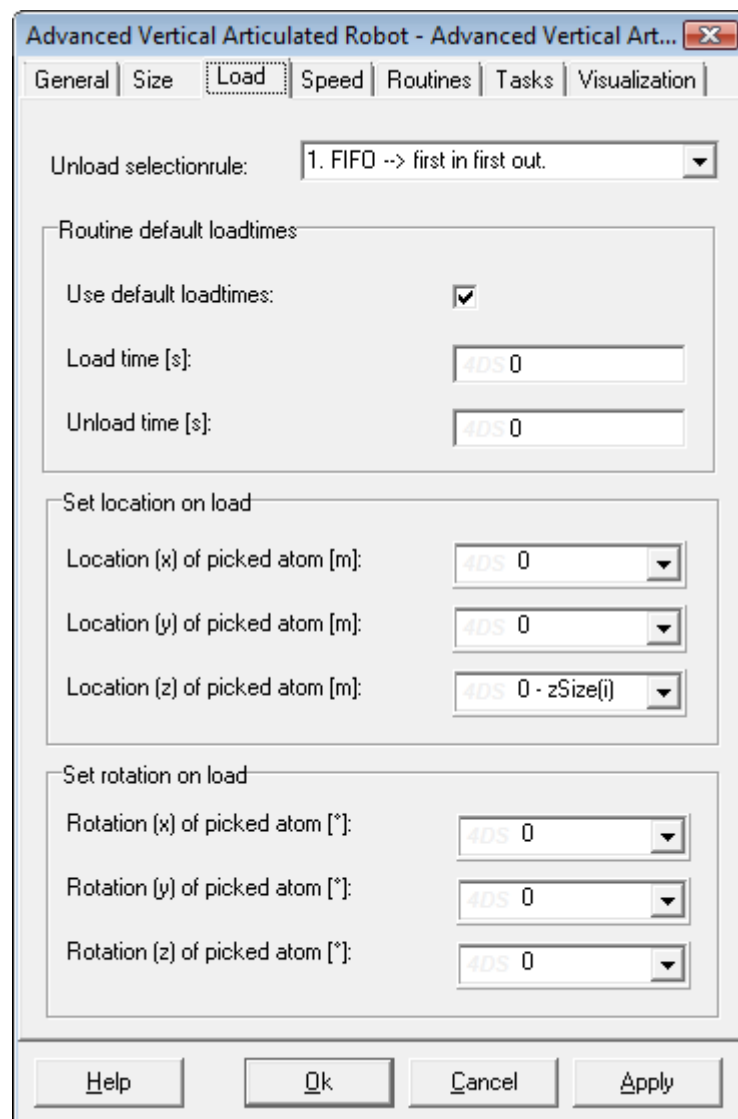 Advanced Vertical Articulated Robot - Advanced Vertical Art...
General Size Load Speed Routines Tasks Visualization
Unload selectionrule: 1. FIFO --> first in first out.
Routine default loadtimes
Use default loadtimes:
Load time [s]: 4DS 0
Unload time [s]: 4DS 0
Set location on load
Location (x) of picked atom [m]: 4DS 0
Location (y) of picked atom [m]: 4DS 0
Location (z) of picked atom [m]: 4DS 0 - zSize(i)
Set rotation on load
Rotation (x) of picked atom [°]: 4DS 0
Rotation (y) of picked atom [°]: 4DS 0
Rotation (z) of picked atom [°]: 4DS 0
Help Ok Cancel Apply